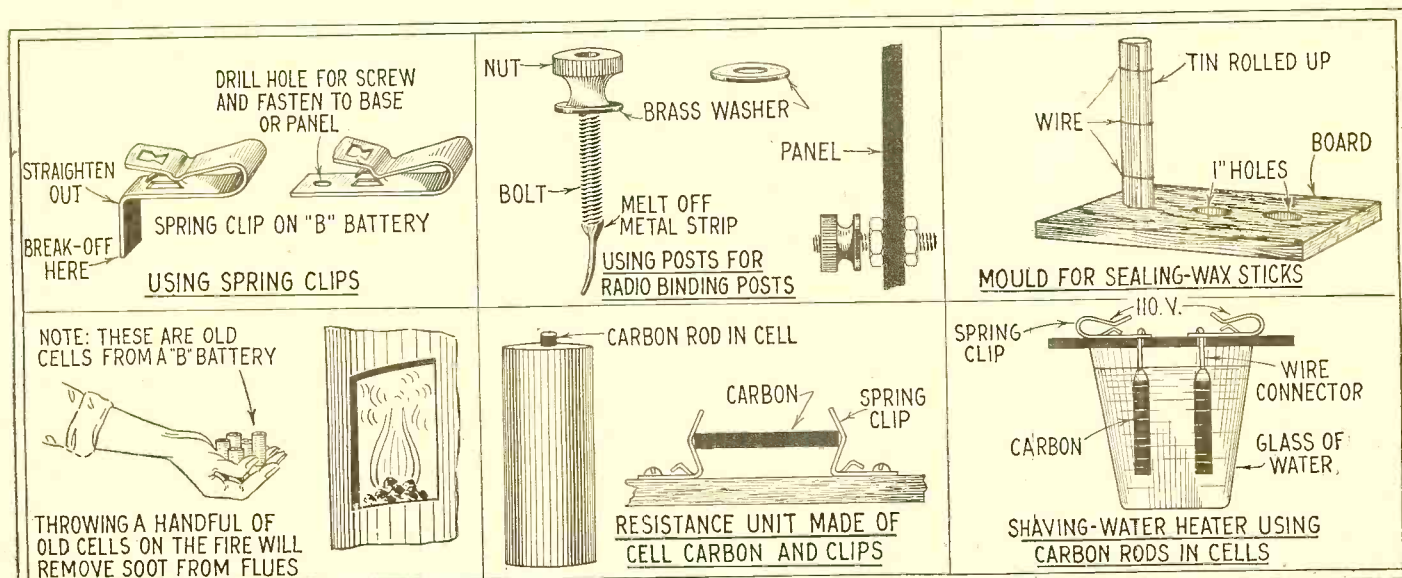 DRILL HOLE FOR SCREW
AND FASTEN TO BASE
OR PANEL
STRAIGHTEN
OUT
SPRING CLIP ON "B" BATTERY
BREAK-OFF
HERE
USING SPRING CLIPS
NUT
BRASS WASHER
PANEL
BOLT
MELT OFF
METAL STRIP
USING POSTS FOR
RADIO BINDING POSTS
TIN ROLLED UP
WIRE
BOARD
1" HOLES
MOULD FOR SEALING-WAX STICKS
NOTE: THESE ARE OLD
CELLS FROM A "B" BATTERY
THROWING A HANDFUL OF
OLD CELLS ON THE FIRE WILL
REMOVE SOOT FROM FLUES
CARBON ROD IN CELL
CARBON
SPRING
CLIP
RESISTANCE UNIT MADE OF
CELL CARBON AND CLIPS
110.V.
SPRING
CLIP
WIRE
CONNECTOR
CARBON
GLASS OF
WATER
SHAVING-WATER HEATER USING
CARBON RODS IN CELLS